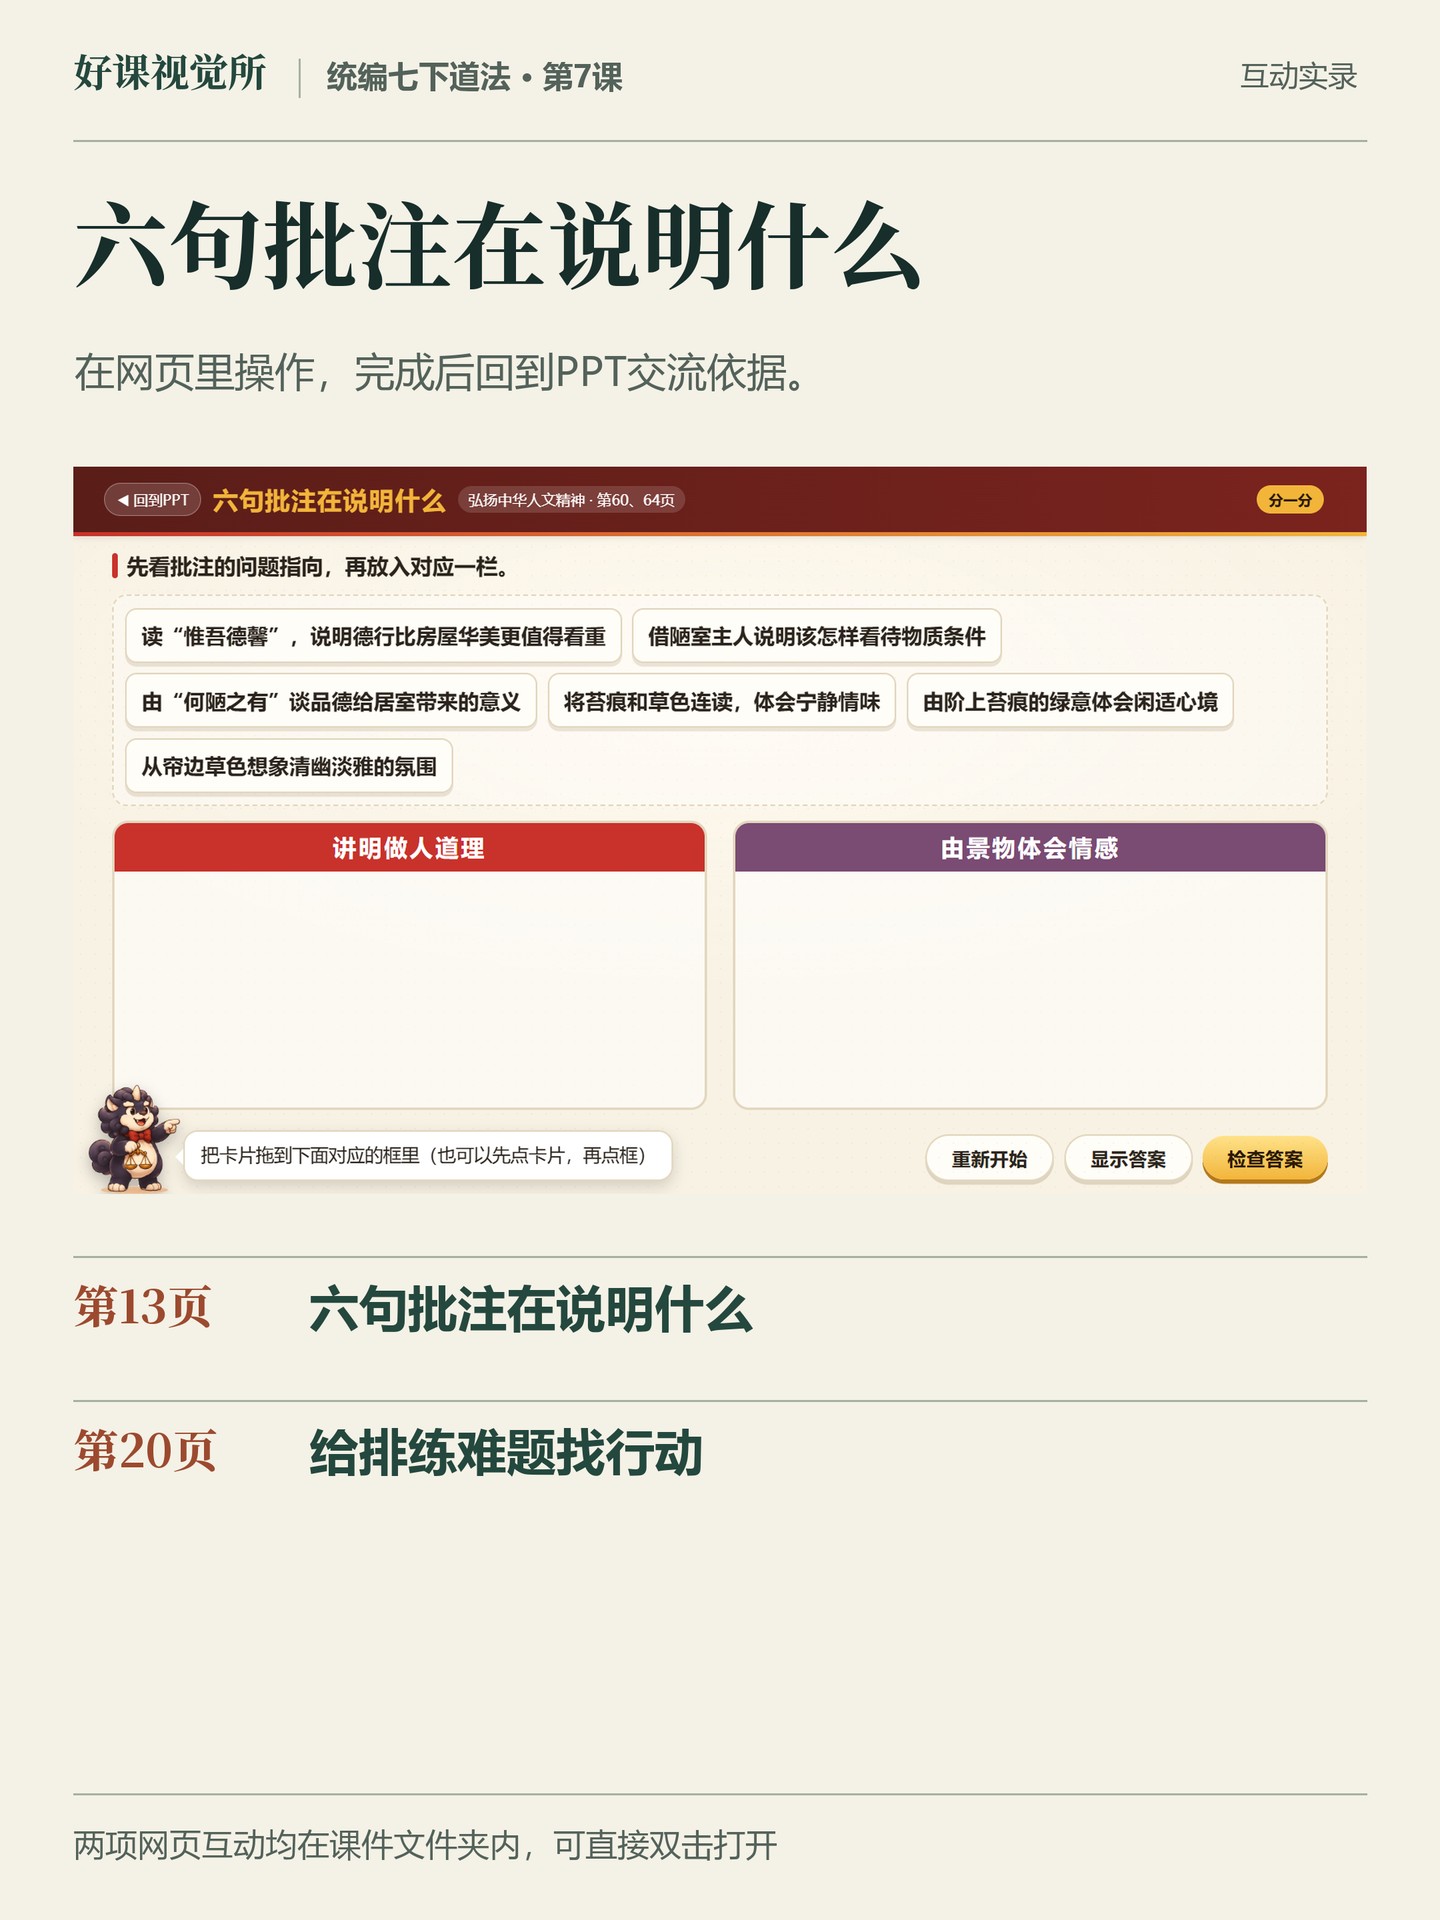 好课视觉所
统编七下道法·第7课
互动实录
六句批注在说明什么
在网页里操作，完成后回到PPT交流依据。
◀ 回到PPT
六句批注在说明什么
弘扬中华人文精神·第60、64页
分一分
先看批注的问题指向，再放入对应一栏。
读“惟吾德馨”，说明德行比房屋华美更值得看重
借陋室主人说明该怎样看待物质条件
由“何陋之有”谈品德给居室带来的意义
将苔痕和草色连读，体会宁静情味
由阶上苔痕的绿意体会闲适心境
从帘边草色想象清幽淡雅的氛围
讲明做人道理
由景物体会情感
把卡片拖到下面对应的框里（也可以先点卡片，再点框）
重新开始
显示答案
检查答案
第13页
六句批注在说明什么
第20页
给排练难题找行动
两项网页互动均在课件文件夹内，可直接双击打开